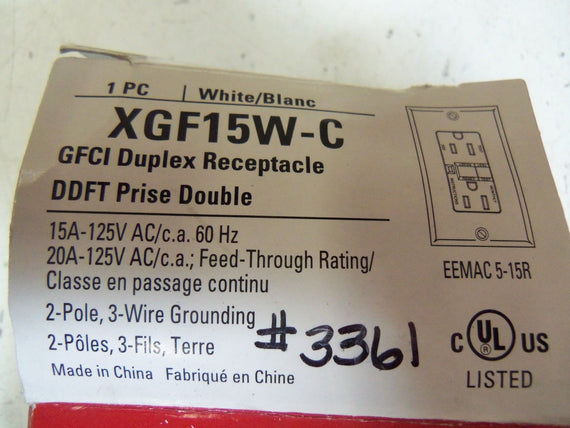 1 PC | White/Blanc
XGF15W-C
GFCI Duplex Receptacle
DDFT Prise Double
15A-125V AC/c.a. 60 Hz
20A-125V AC/c.a.; Feed-Through Rating/
Classe en passage continu
2-Pole, 3-Wire Grounding
2-Pôles, 3-Fils, Terre
#3361
Made in China Fabriqué en Chine
EEMAC 5-15R
C UL® US
LISTED